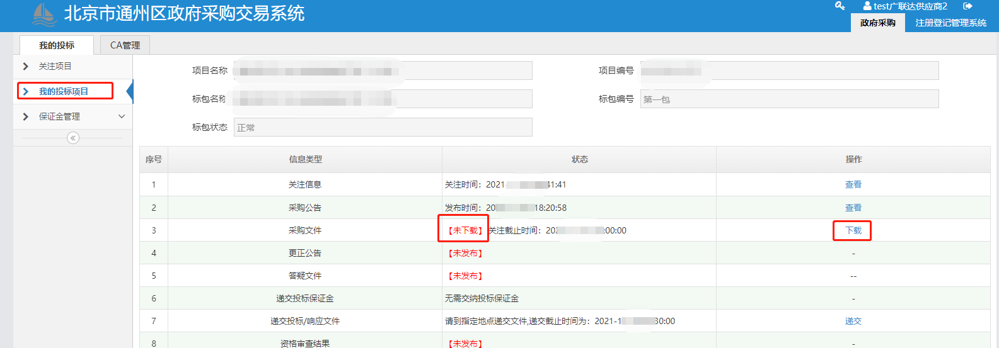 北京市通州区政府采购交易系统
test广联达供应商2
政府采购 注册登记管理系统
我的投标 CA管理
关注项目
我的投标项目
保证金管理
项目名称 项目编号
标包名称 标包编号 第一包
标包状态 正常
序号 信息类型 状态 操作
1 关注信息 关注时间：2021- 41:41 查看
2 采购公告 发布时间：20 18:20:58 查看
3 采购文件 【未下载】 关注截止时间：202 :00:00 下载
4 更正公告 【未发布】 -
5 答疑文件 【未发布】 --
6 递交投标保证金 无需交纳投标保证金 -
7 递交投标/响应文件 请到指定地点递交文件,递交截止时间为：2021-1 30:00 递交
8 资格审查结果 【未发布】 -